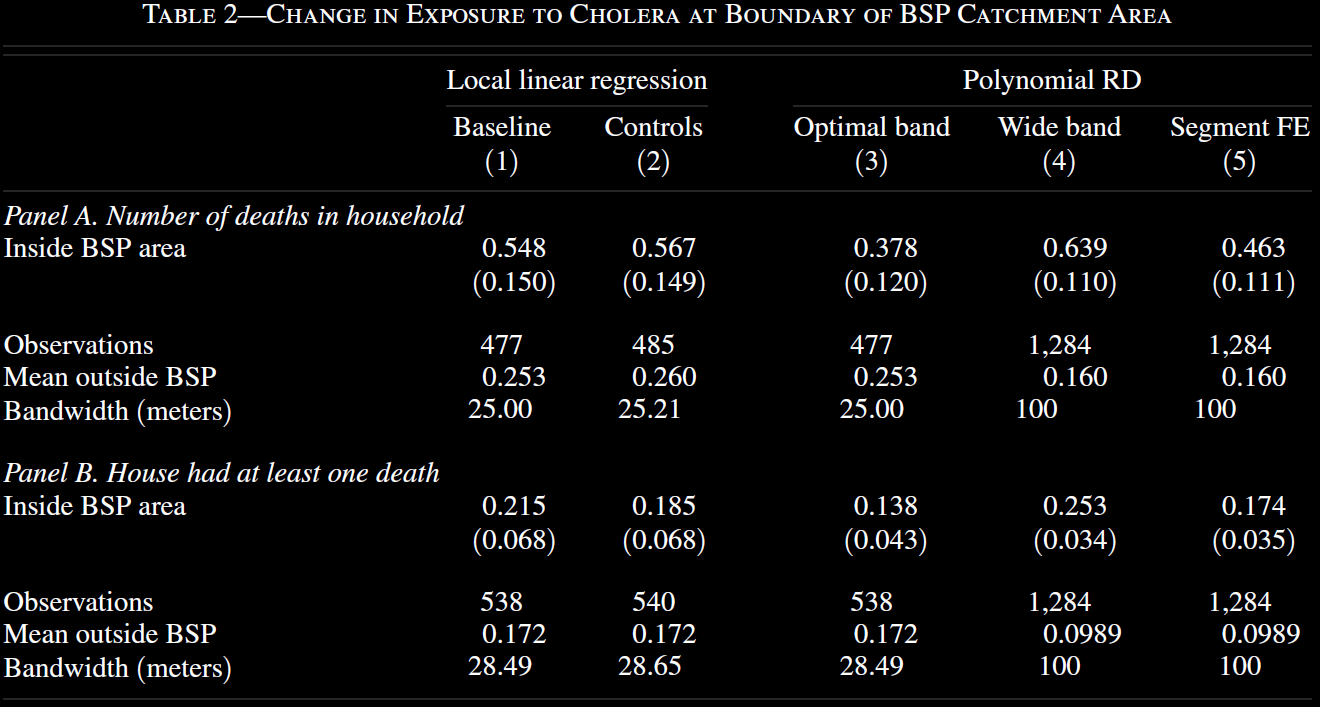 TABLE 2—CHANGE IN EXPOSURE TO CHOLERA AT BOUNDARY OF BSP CATCHMENT AREA
Local linear regression Polynomial RD
Baseline Controls Optimal band Wide band Segment FE
(1) (2) (3) (4) (5)
Panel A. Number of deaths in household
Inside BSP area 0.548 0.567 0.378 0.639 0.463
(0.150) (0.149) (0.120) (0.110) (0.111)
Observations 477 485 477 1,284 1,284
Mean outside BSP 0.253 0.260 0.253 0.160 0.160
Bandwidth (meters) 25.00 25.21 25.00 100 100
Panel B. House had at least one death
Inside BSP area 0.215 0.185 0.138 0.253 0.174
(0.068) (0.068) (0.043) (0.034) (0.035)
Observations 538 540 538 1,284 1,284
Mean outside BSP 0.172 0.172 0.172 0.0989 0.0989
Bandwidth (meters) 28.49 28.65 28.49 100 100